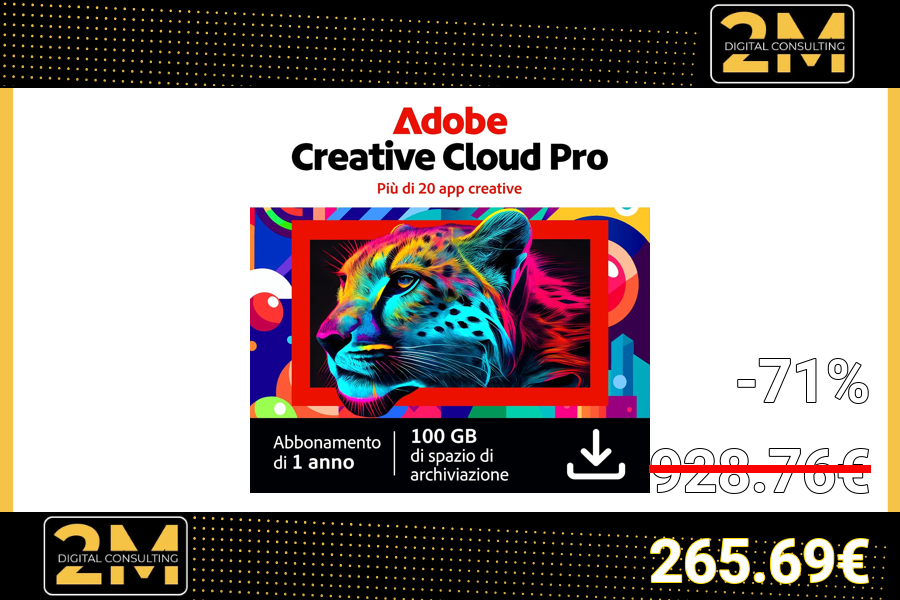 2M
DIGITAL CONSULTING
Adobe
Creative Cloud Pro
Più di 20 app creative
Abbonamento
di 1 anno
100 GB
di spazio di
archiviazione
-71%
928.76€
2M
DIGITAL CONSULTING
265.69€